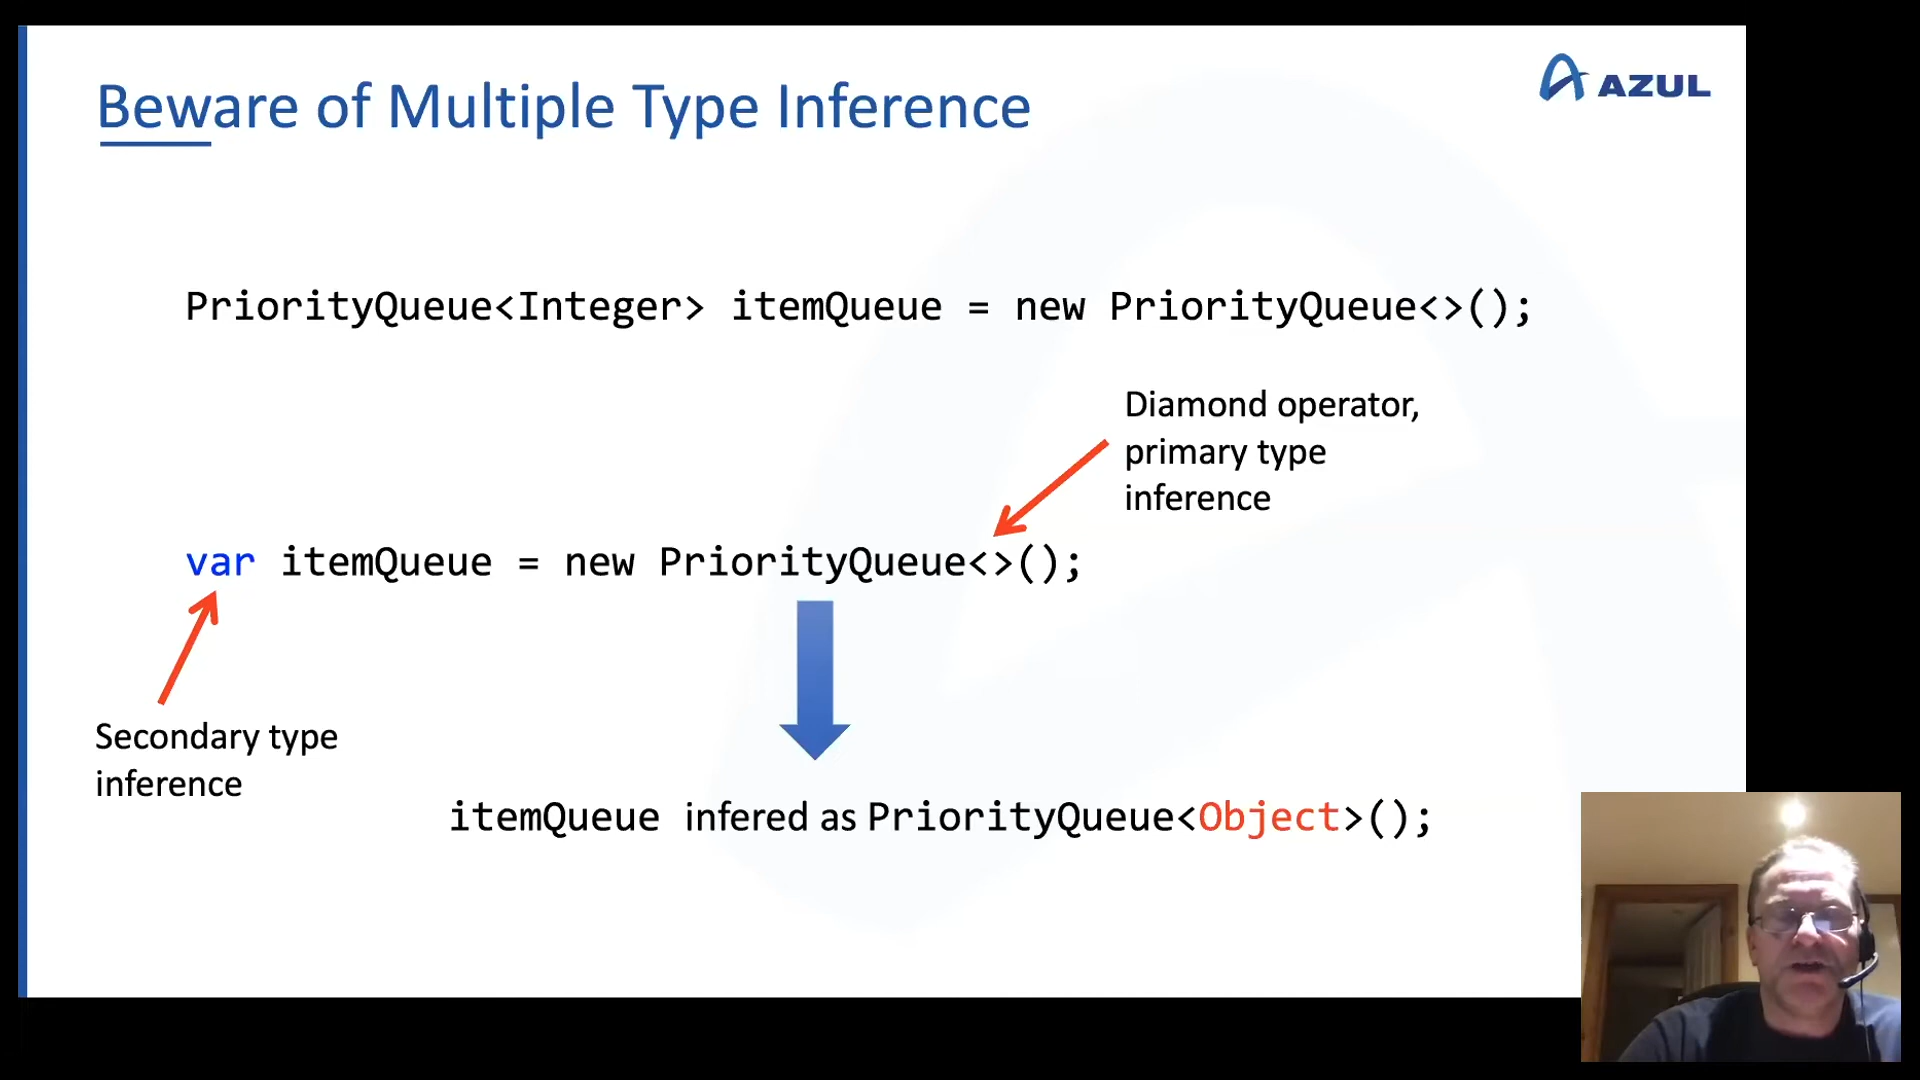 Beware of Multiple Type Inference
AZUL
PriorityQueue<Integer> itemQueue = new PriorityQueue<>();
Diamond operator,
primary type
inference
var itemQueue = new PriorityQueue<>();
Secondary type
inference
itemQueue infered as PriorityQueue<Object>();